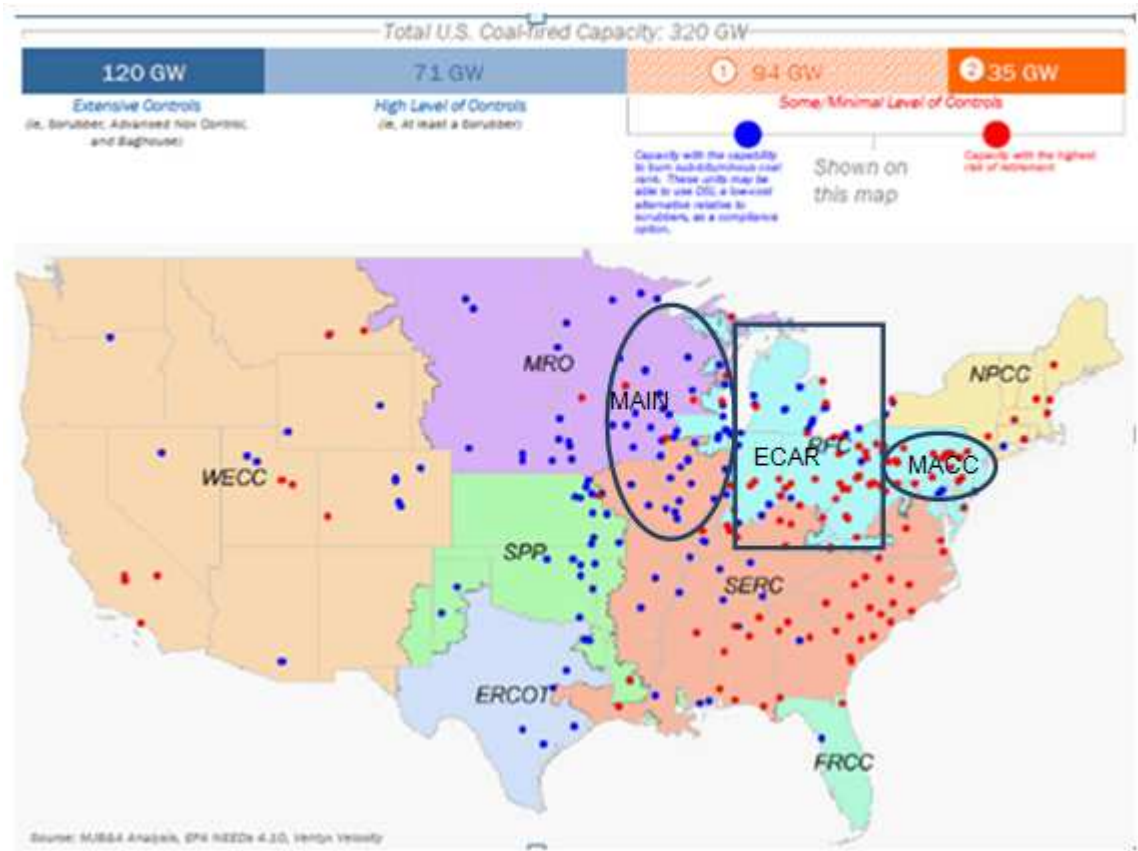 Total U.S. Coal-fired Capacity: 320 GW
120 GW
71 GW
1 94 GW
2 35 GW
Extensive Controls
(ie, Scrubber, Advanced Nox Control,
and Baghouse)
High Level of Controls
(ie, At least a Scrubber)
Some/Minimal Level of Controls
Capacity with the capability
to burn subbituminous coal
rank. These units may be
able to use DSI, a low-cost
alternative relative to
scrubbers, as a compliance
option.
Shown on
this map
Capacity with the highest
risk of retirement
MRO
MAIN
NPCC
RFC
ECAR
MACC
WECC
SPP
SERC
ERCOT
FRCC
Source: MJB&A Analysis, EPA NEEDs 4.10, Ventyx Velocity